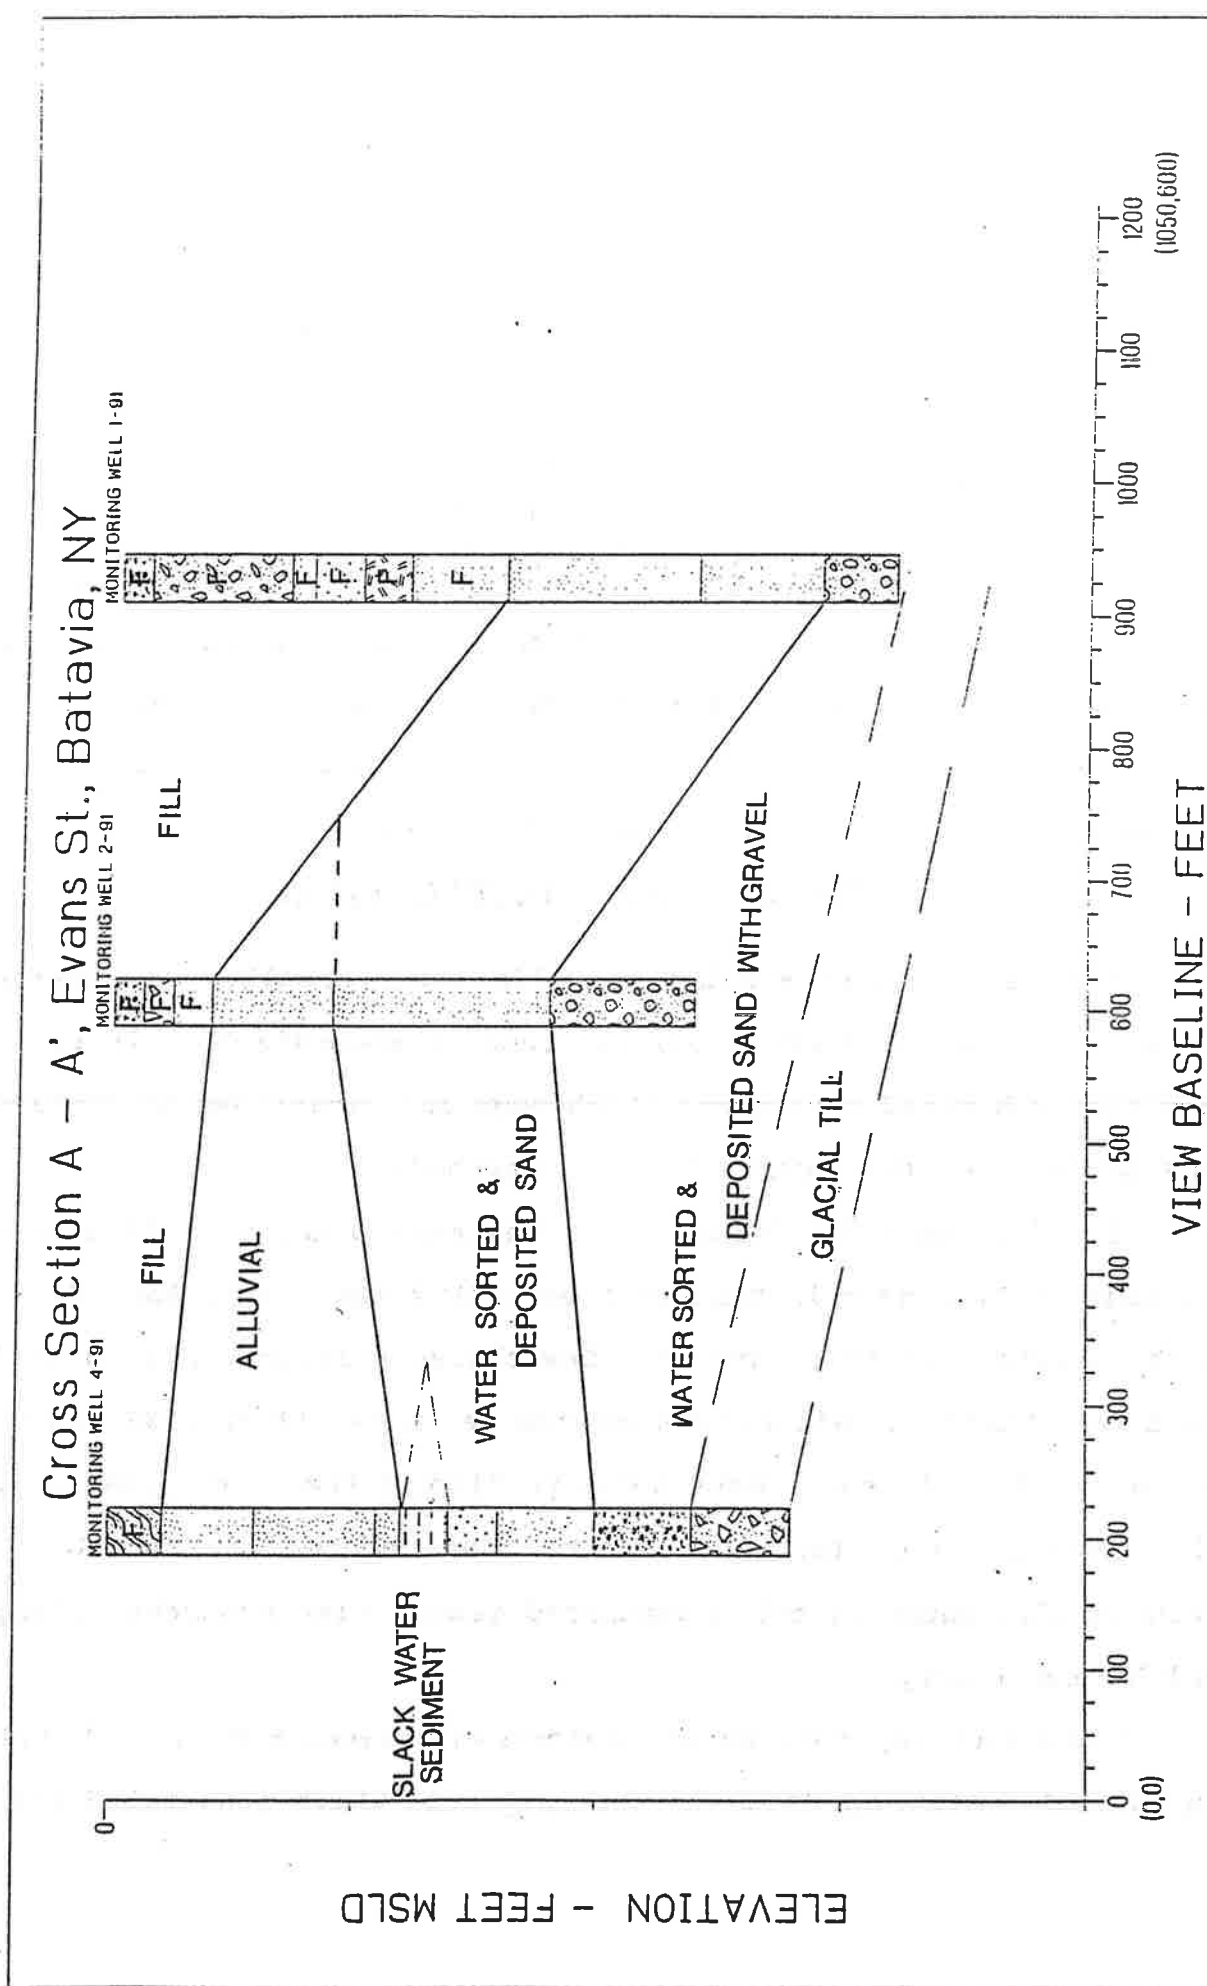 Cross Section A - A', Evans St., Batavia, NY
MONITORING WELL 4-91
MONITORING WELL 2-91
MONITORING WELL 1-91
F
F
F
F
F
F
F
F
F
F
FILL
FILL
ALLUVIAL
SLACK WATER
SEDIMENT
WATER SORTED &
DEPOSITED SAND
WATER SORTED &
DEPOSITED SAND WITH GRAVEL
GLACIAL TILL
0
ELEVATION - FEET MSLD
0 100 200 300 400 500 600 700 800 900 1000 1100 1200
(0,0)
(1050,600)
VIEW BASELINE - FEET